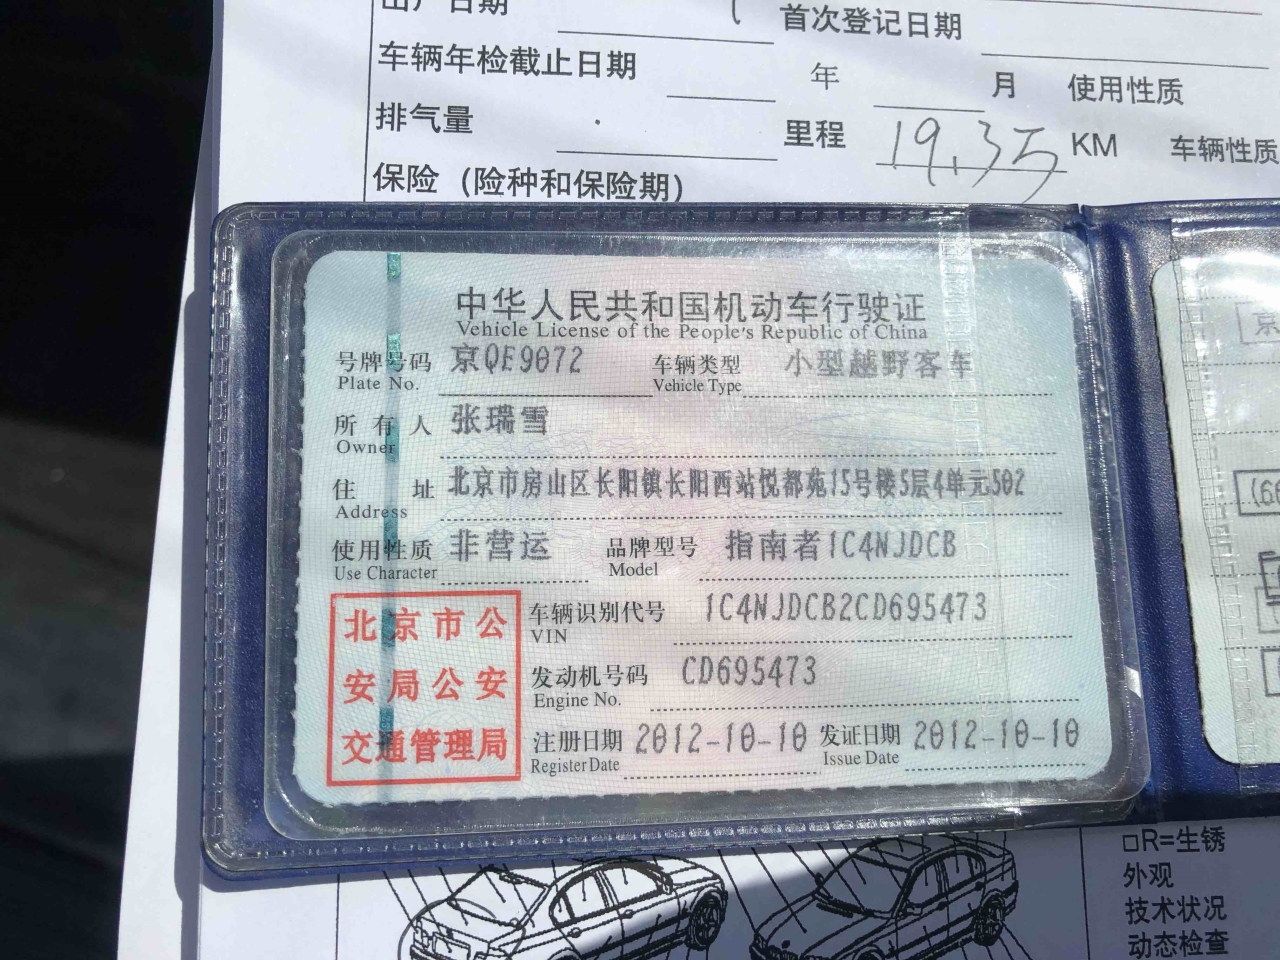 出厂日期 首次登记日期
车辆年检截止日期 年 月 使用性质
排气量 里程 19.35 KM 车辆性质
保险（险种和保险期）
中华人民共和国机动车行驶证
Vehicle License of the People's Republic of China
号牌号码 京QE9072 车辆类型 小型越野客车
Plate No. Vehicle Type
所有人 张瑞雪
Owner
住址 北京市房山区长阳镇长阳西站悦都苑15号楼5层4单元502
Address
使用性质 非营运 品牌型号 指南者1C4NJDCB
Use Character Model
北京市公
安局公安
交通管理局
车辆识别代号 1C4NJDCB2CD695473
VIN
发动机号码 CD695473
Engine No.
注册日期 2012-10-10 发证日期 2012-10-10
Register Date Issue Date
京
□R=生锈
外观
技术状况
动态检查